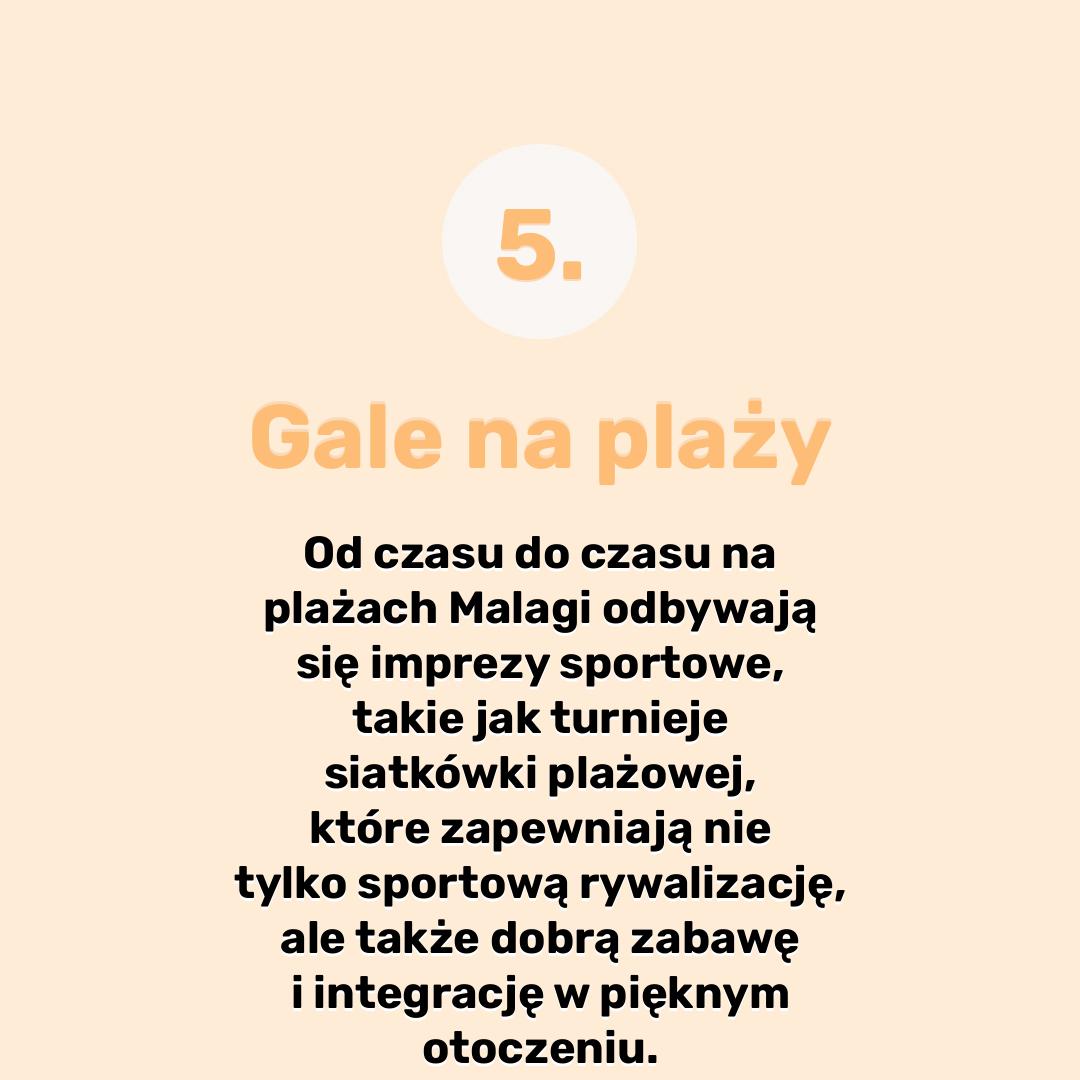 5.
Gale na plaży
Od czasu do czasu na
plażach Malagi odbywają
się imprezy sportowe,
takie jak turnieje
siatkówki plażowej,
które zapewniają nie
tylko sportową rywalizację,
ale także dobrą zabawę
i integrację w pięknym
otoczeniu.